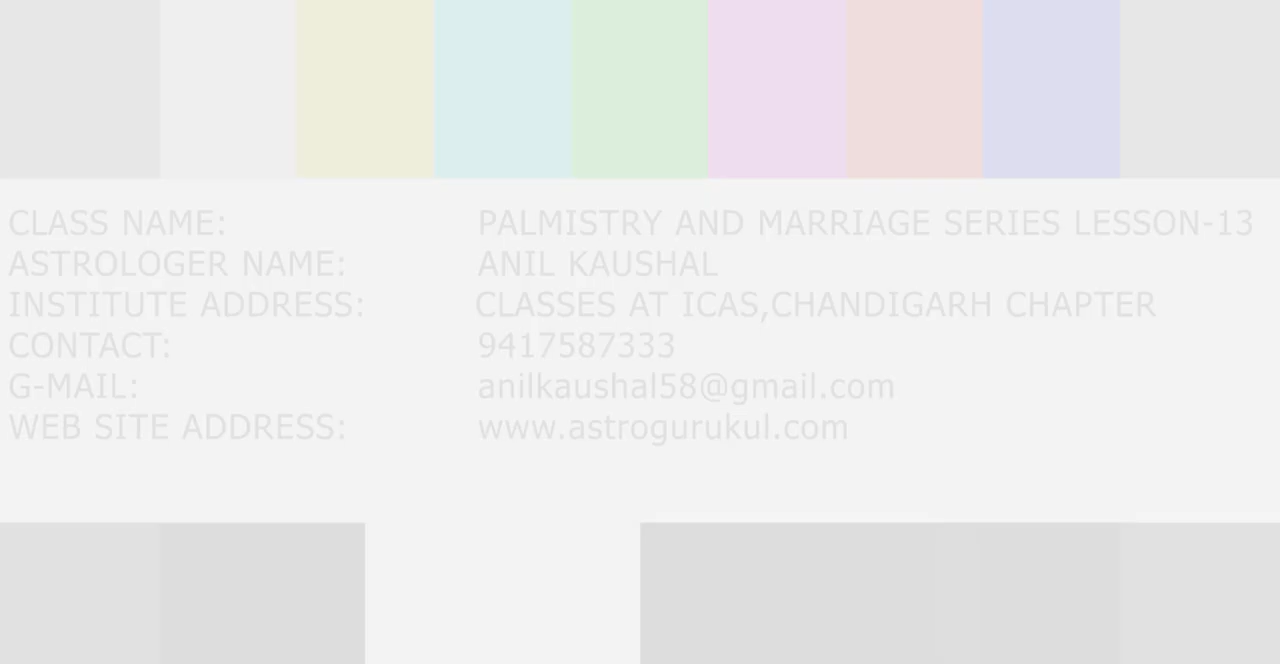 CLASS NAME: PALMISTRY AND MARRIAGE SERIES LESSON-13
ASTROLOGER NAME: ANIL KAUSHAL
INSTITUTE ADDRESS: CLASSES AT ICAS,CHANDIGARH CHAPTER
CONTACT: 9417587333
G-MAIL: anilkaushal58@gmail.com
WEB SITE ADDRESS: www.astrogurukul.com